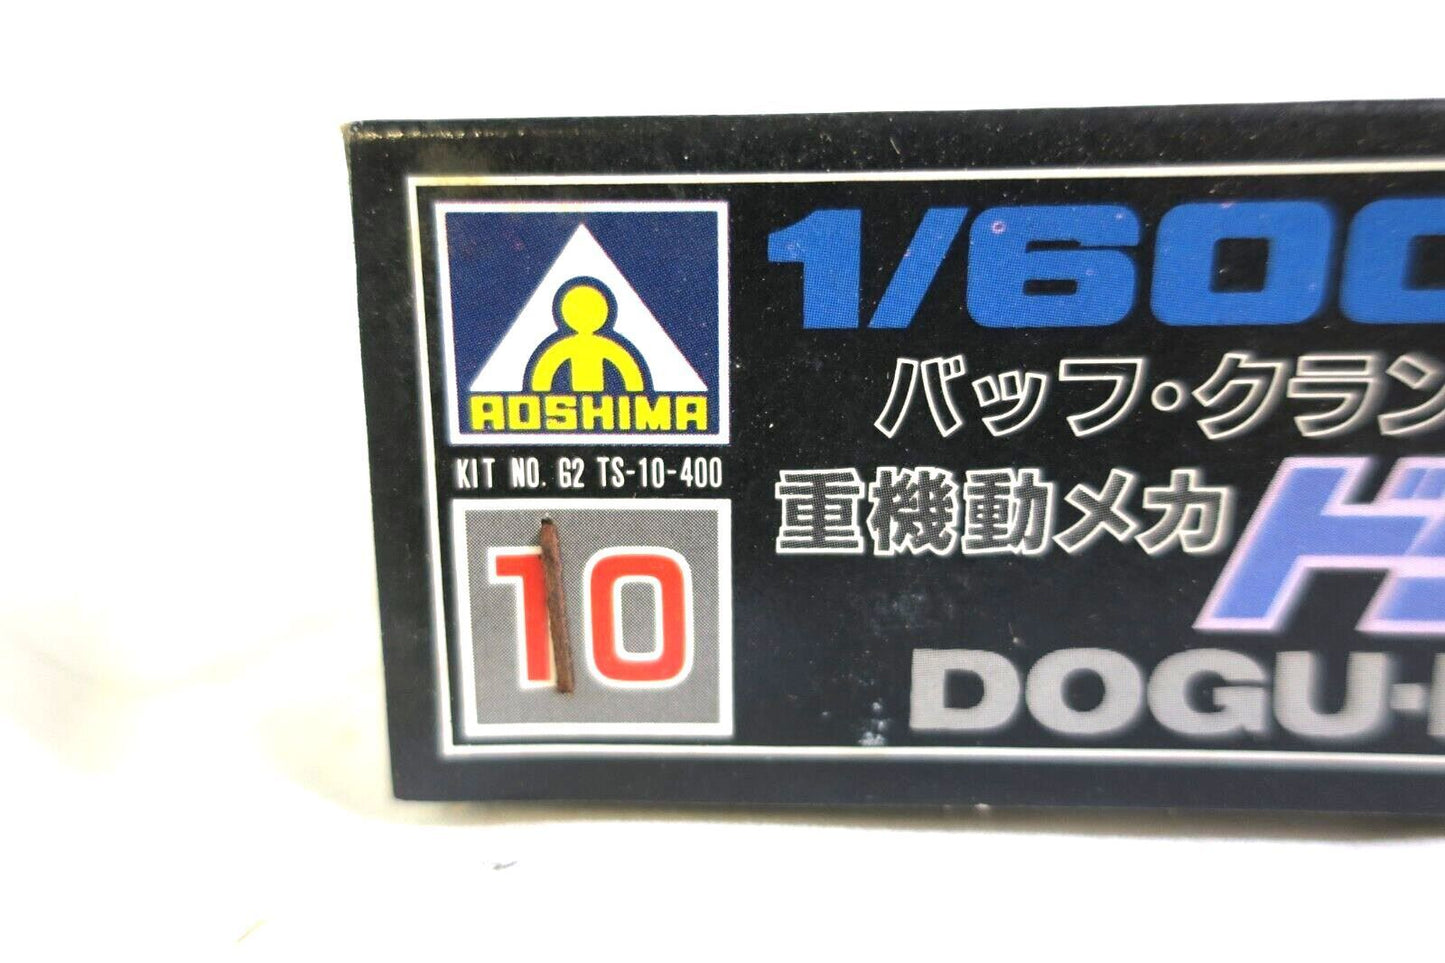 AOSHIMA
KIT NO. G2 TS-10-400
10
1/600
バッフ・クラン
重機動メカ ド
DOGU・